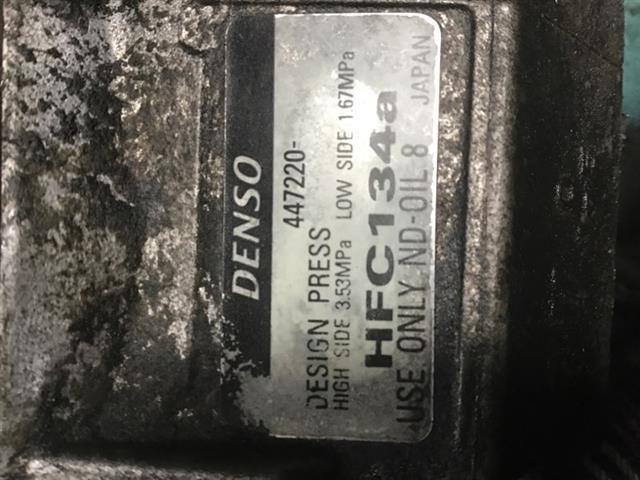 DENSO
447220-
DESIGN PRESS
HIGH SIDE 3.53MPa LOW SIDE 1.67MPa
HFC134a
USE ONLY ND-OIL 8 JAPAN